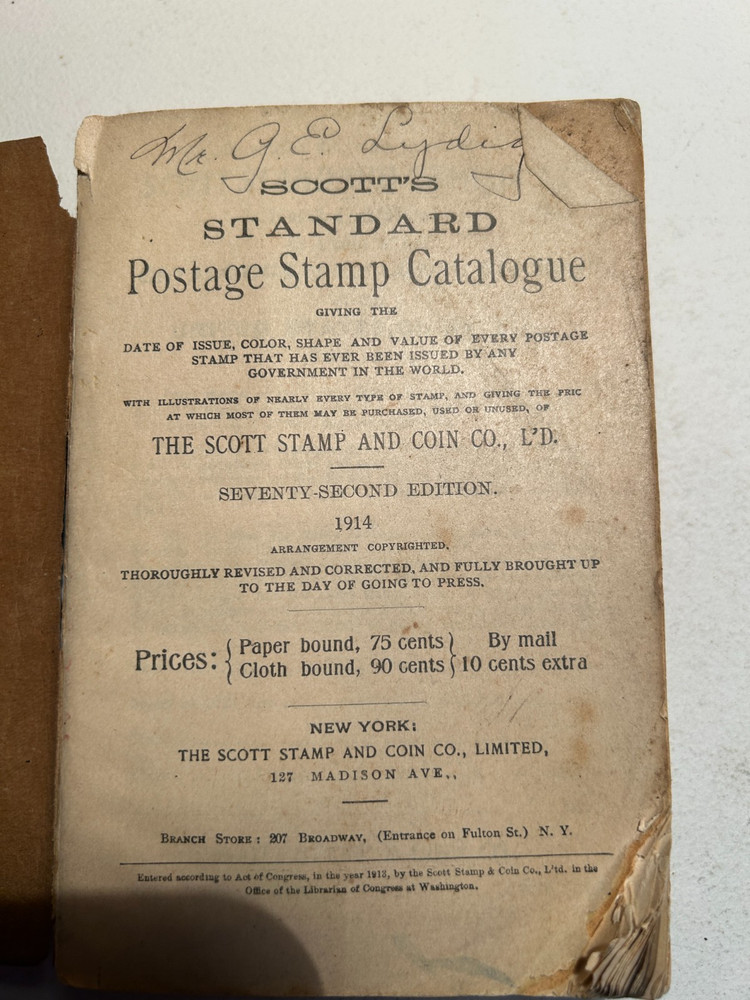 Mr. G. E. Lydig
SCOTT'S
STANDARD
Postage Stamp Catalogue
GIVING THE
DATE OF ISSUE, COLOR, SHAPE AND VALUE OF EVERY POSTAGE
STAMP THAT HAS EVER BEEN ISSUED BY ANY
GOVERNMENT IN THE WORLD.
WITH ILLUSTRATIONS OF NEARLY EVERY TYPE OF STAMP, AND GIVING THE PRIC
AT WHICH MOST OF THEM MAY BE PURCHASED, USED OR UNUSED, OF
THE SCOTT STAMP AND COIN CO., L'D.
SEVENTY-SECOND EDITION.
1914
ARRANGEMENT COPYRIGHTED.
THOROUGHLY REVISED AND CORRECTED, AND FULLY BROUGHT UP
TO THE DAY OF GOING TO PRESS.
Prices: { Paper bound, 75 cents } By mail
{ Cloth bound, 90 cents } 10 cents extra
NEW YORK:
THE SCOTT STAMP AND COIN CO., LIMITED,
127 MADISON AVE.,
BRANCH STORE: 207 BROADWAY, (Entrance on Fulton St.) N. Y.
Entered according to Act of Congress, in the year 1913, by the Scott Stamp & Coin Co., L'td. in the
Office of the Librarian of Congress at Washington.